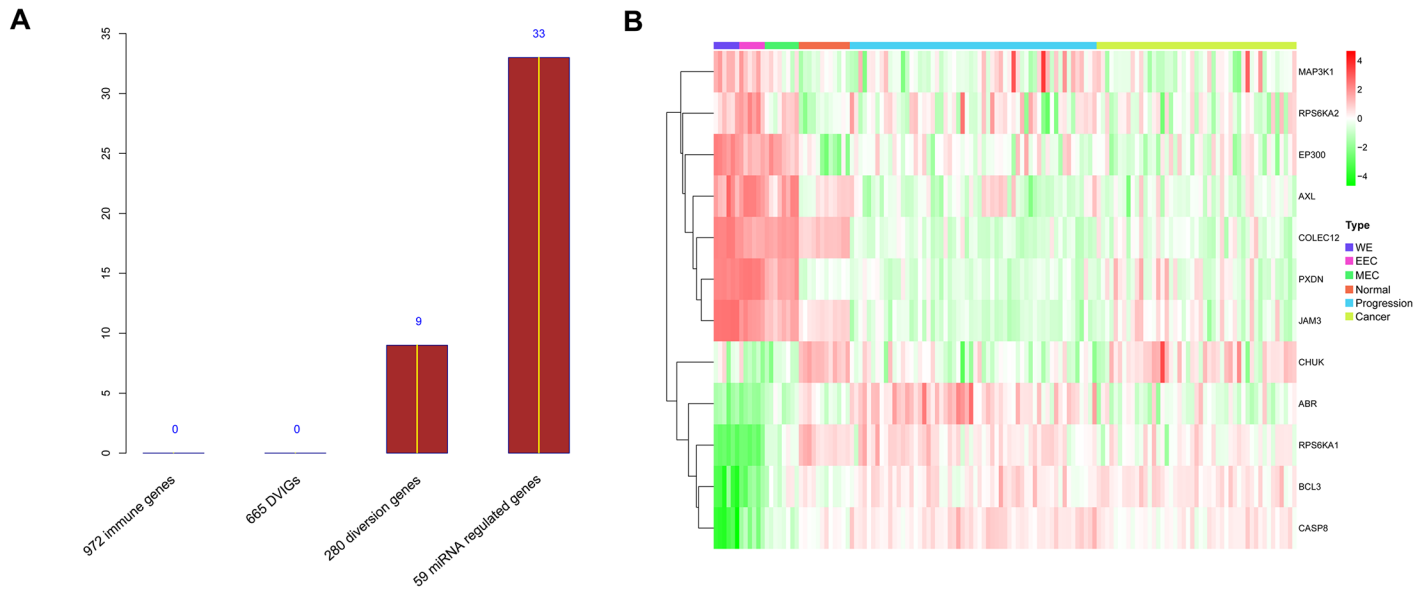 A
35
30
25
20
15
10
5
0
0
0
9
33
972 immune genes
665 DVIGs
280 diversion genes
59 miRNA regulated genes
B
MAP3K1
RPS6KA2
EP300
AXL
COLEC12
PXDN
JAM3
CHUK
ABR
RPS6KA1
BCL3
CASP8
4
2
0
−2
−4
Type
WE
EEC
MEC
Normal
Progression
Cancer